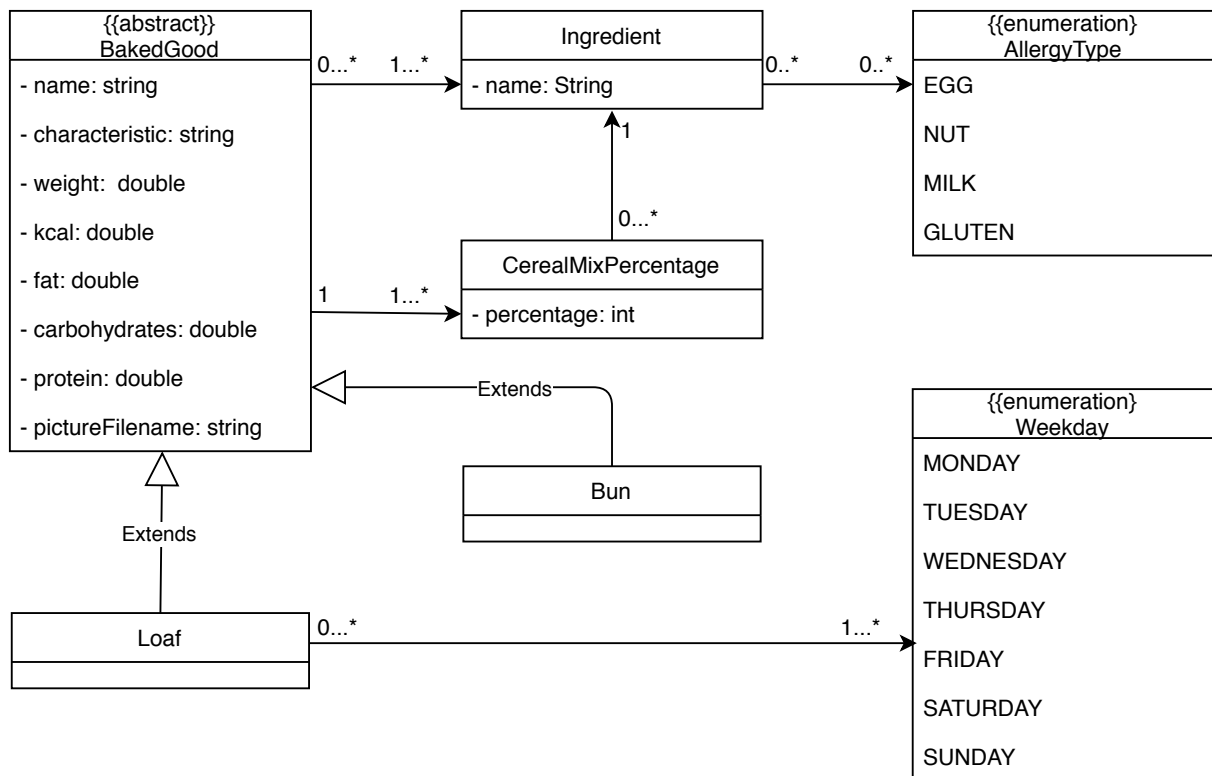 {{abstract}}
BakedGood
- name: string
- characteristic: string
- weight:  double
- kcal: double
- fat: double
- carbohydrates: double
- protein: double
- pictureFilename: string
0...*
1...*
Ingredient
- name: String
0..*
0..*
{{enumeration}
AllergyType
EGG
NUT
MILK
GLUTEN
1
0...*
1
1...*
CerealMixPercentage
- percentage: int
Extends
Bun
Extends
Loaf
0...*
1...*
{{enumeration}
Weekday
MONDAY
TUESDAY
WEDNESDAY
THURSDAY
FRIDAY
SATURDAY
SUNDAY